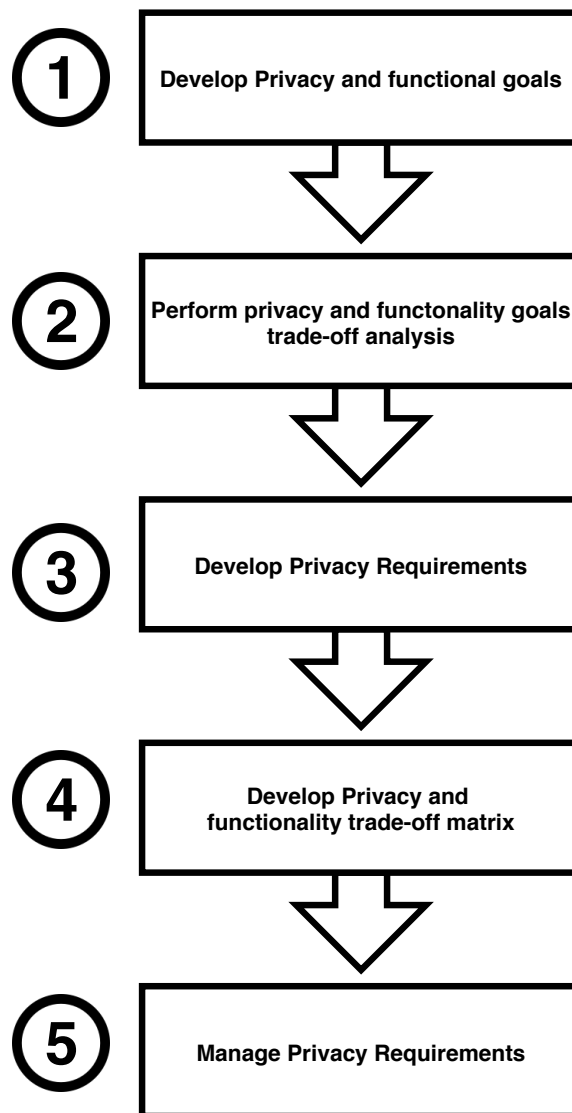 1
Develop Privacy and functional goals
2
Perform privacy and functonality goals
trade-off analysis
3
Develop Privacy Requirements
4
Develop Privacy and
functionality trade-off matrix
5
Manage Privacy Requirements